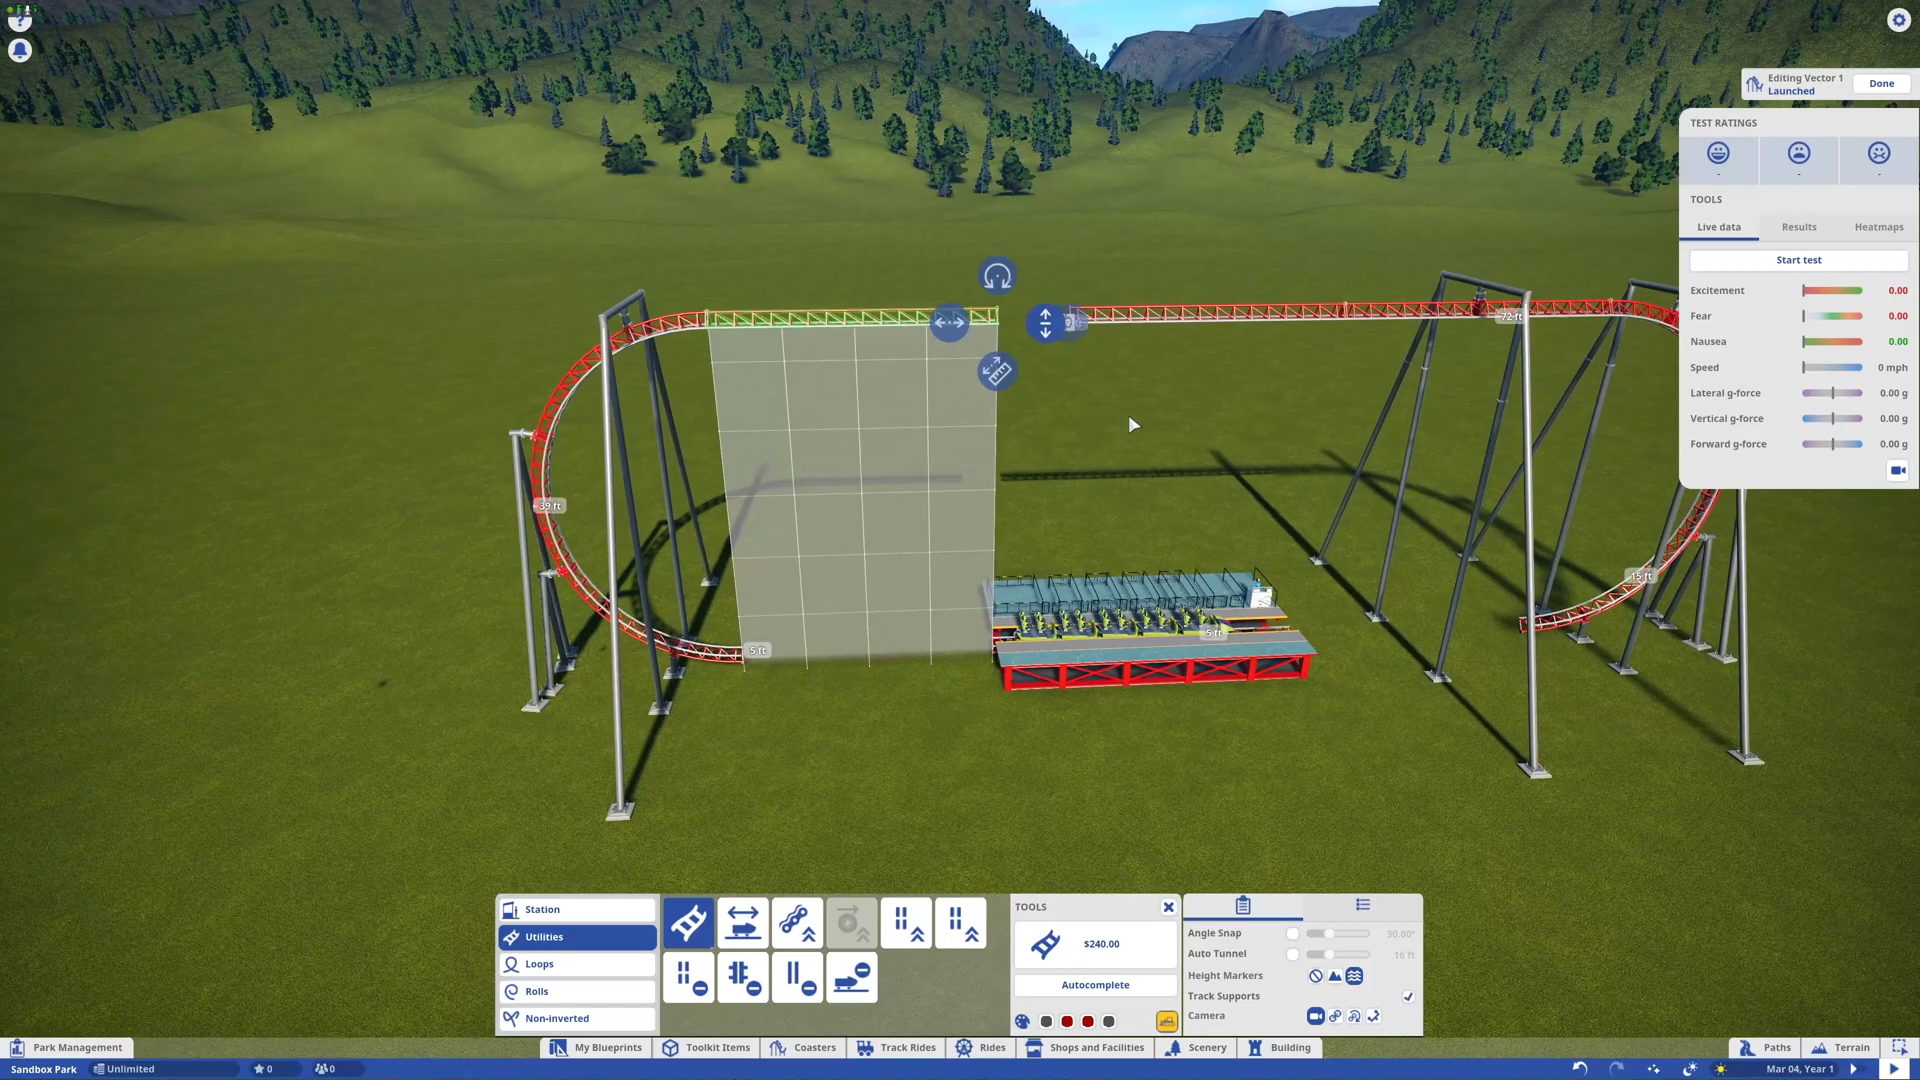 ?
Editing Vector 1
Launched
Done
TEST RATINGS
-
-
-
TOOLS
Live data
Results
Heatmaps
Start test
Excitement
0.00
Fear
0.00
Nausea
0.00
Speed
0 mph
Lateral g-force
0.00 g
Vertical g-force
0.00 g
Forward g-force
0.00 g
72 ft
39 ft
15 ft
5 ft
5 ft
Station
Utilities
Loops
Rolls
Non-inverted
TOOLS
$240.00
Autocomplete
Angle Snap
30.00°
Auto Tunnel
16 ft
Height Markers
Track Supports
Camera
Park Management
My Blueprints
Toolkit Items
Coasters
Track Rides
Rides
Shops and Facilities
Scenery
Building
Paths
Terrain
Sandbox Park
Unlimited
0
0
Mar 04, Year 1